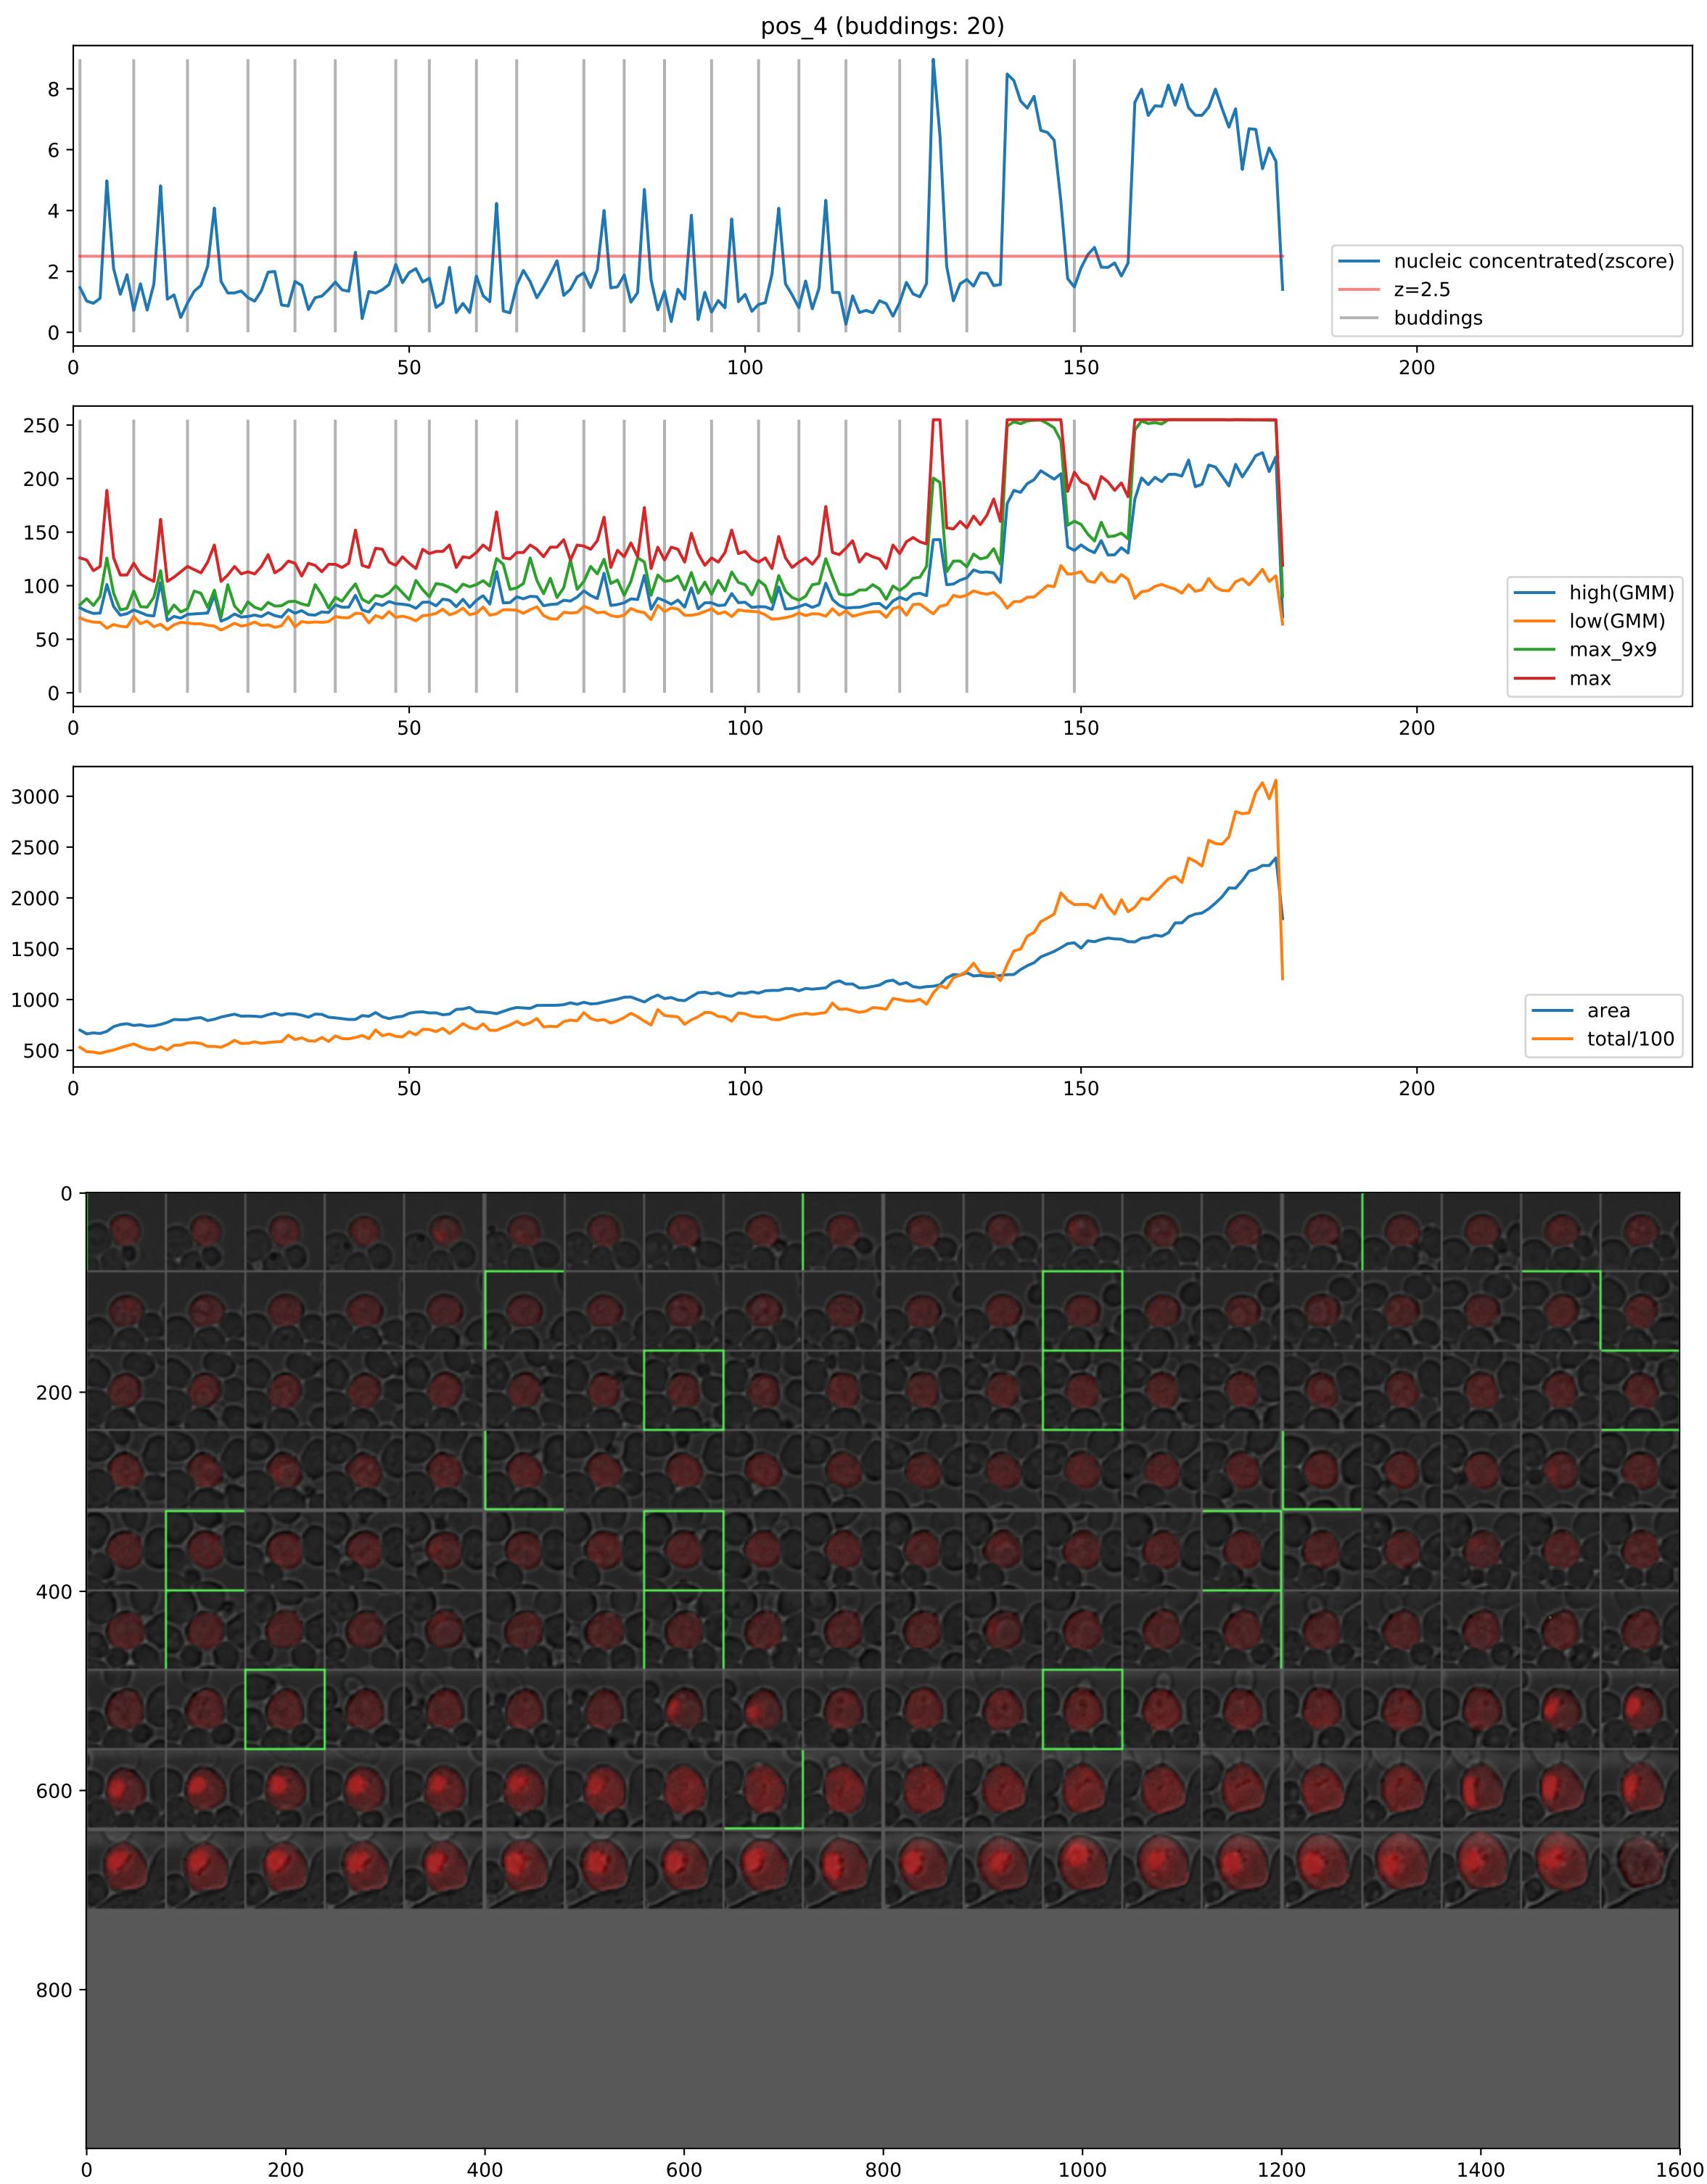 pos_4 (buddings: 20)
8
6
4
2
0
nucleic concentrated(zscore)
z=2.5
buddings
0 50 100 150 200
250
200
150
100
50
0
high(GMM)
low(GMM)
max_9x9
max
0 50 100 150 200
3000
2500
2000
1500
1000
500
area
total/100
0 50 100 150 200
0
200
400
600
800
0 200 400 600 800 1000 1200 1400 1600